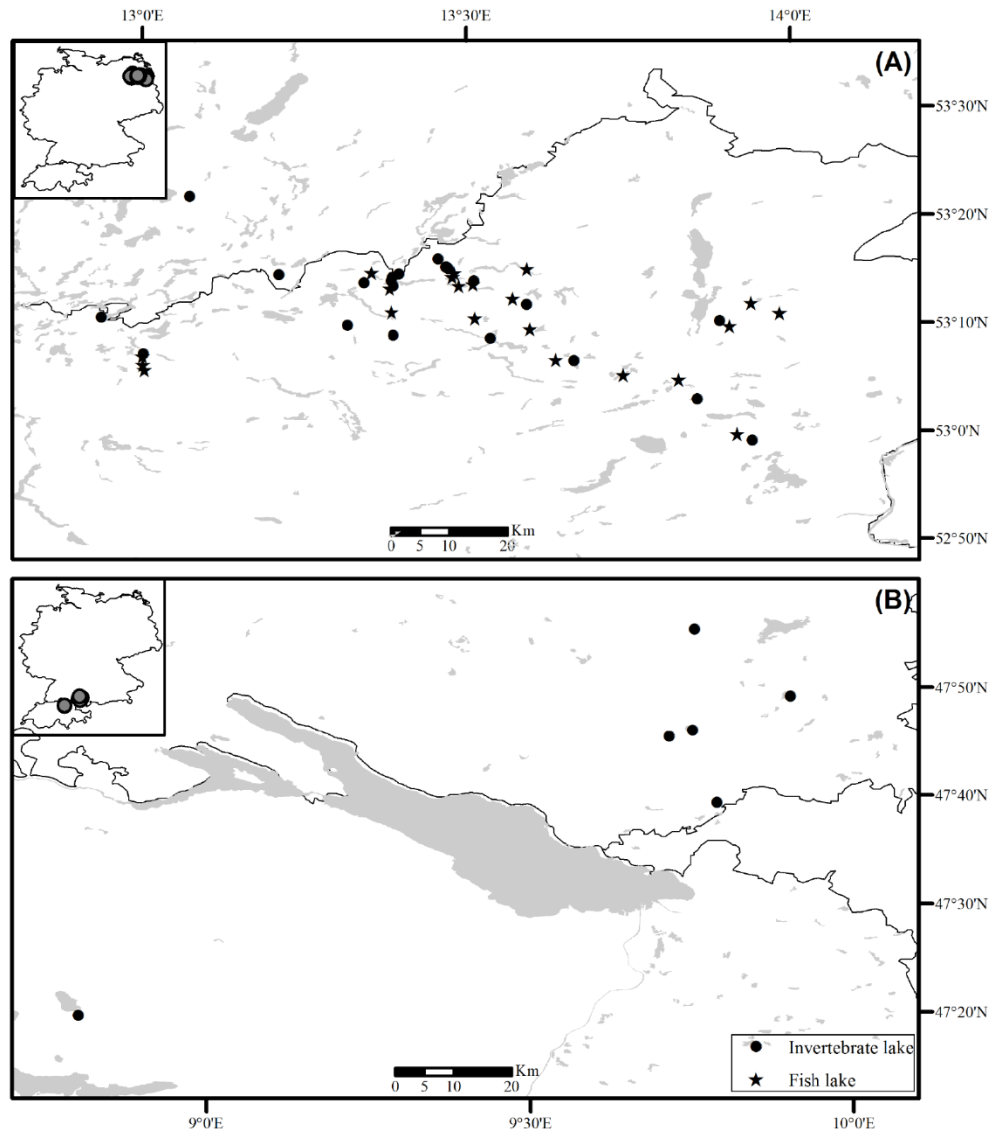 13°0'E 13°30'E 14°0'E
(A)
53°30'N
53°20'N
53°10'N
53°0'N
52°50'N
Km
0 5 10 20
(B)
47°50'N
47°40'N
47°30'N
47°20'N
Km
0 5 10 20
Invertebrate lake
Fish lake
9°0'E 9°30'E 10°0'E